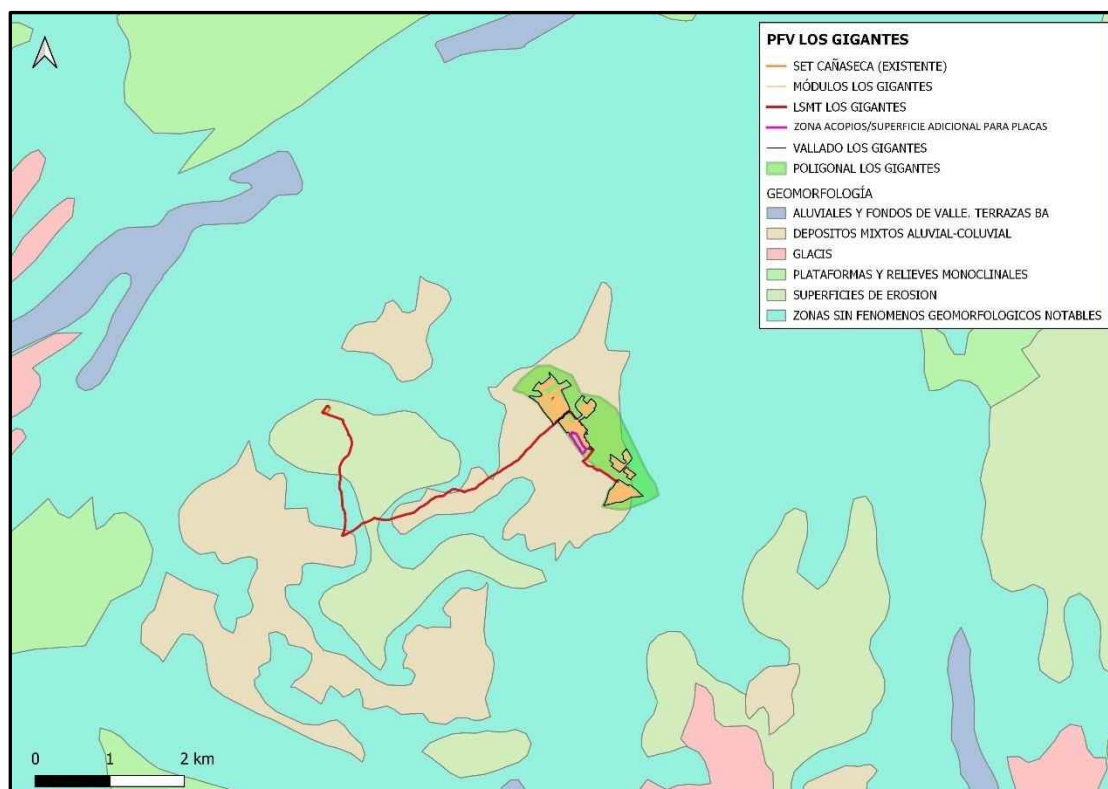 PFV LOS GIGANTES
SET CAÑASECA (EXISTENTE)
MÓDULOS LOS GIGANTES
LSMT LOS GIGANTES
ZONA ACOPIOS/SUPERFICIE ADICIONAL PARA PLACAS
VALLADO LOS GIGANTES
POLIGONAL LOS GIGANTES
GEOMORFOLOGÍA
ALUVIALES Y FONDOS DE VALLE. TERRAZAS BA
DEPOSITOS MIXTOS ALUVIAL-COLUVIAL
GLACIS
PLATAFORMAS Y RELIEVES MONOCLINALES
SUPERFICIES DE EROSION
ZONAS SIN FENOMENOS GEOMORFOLOGICOS NOTABLES
0 1 2 km